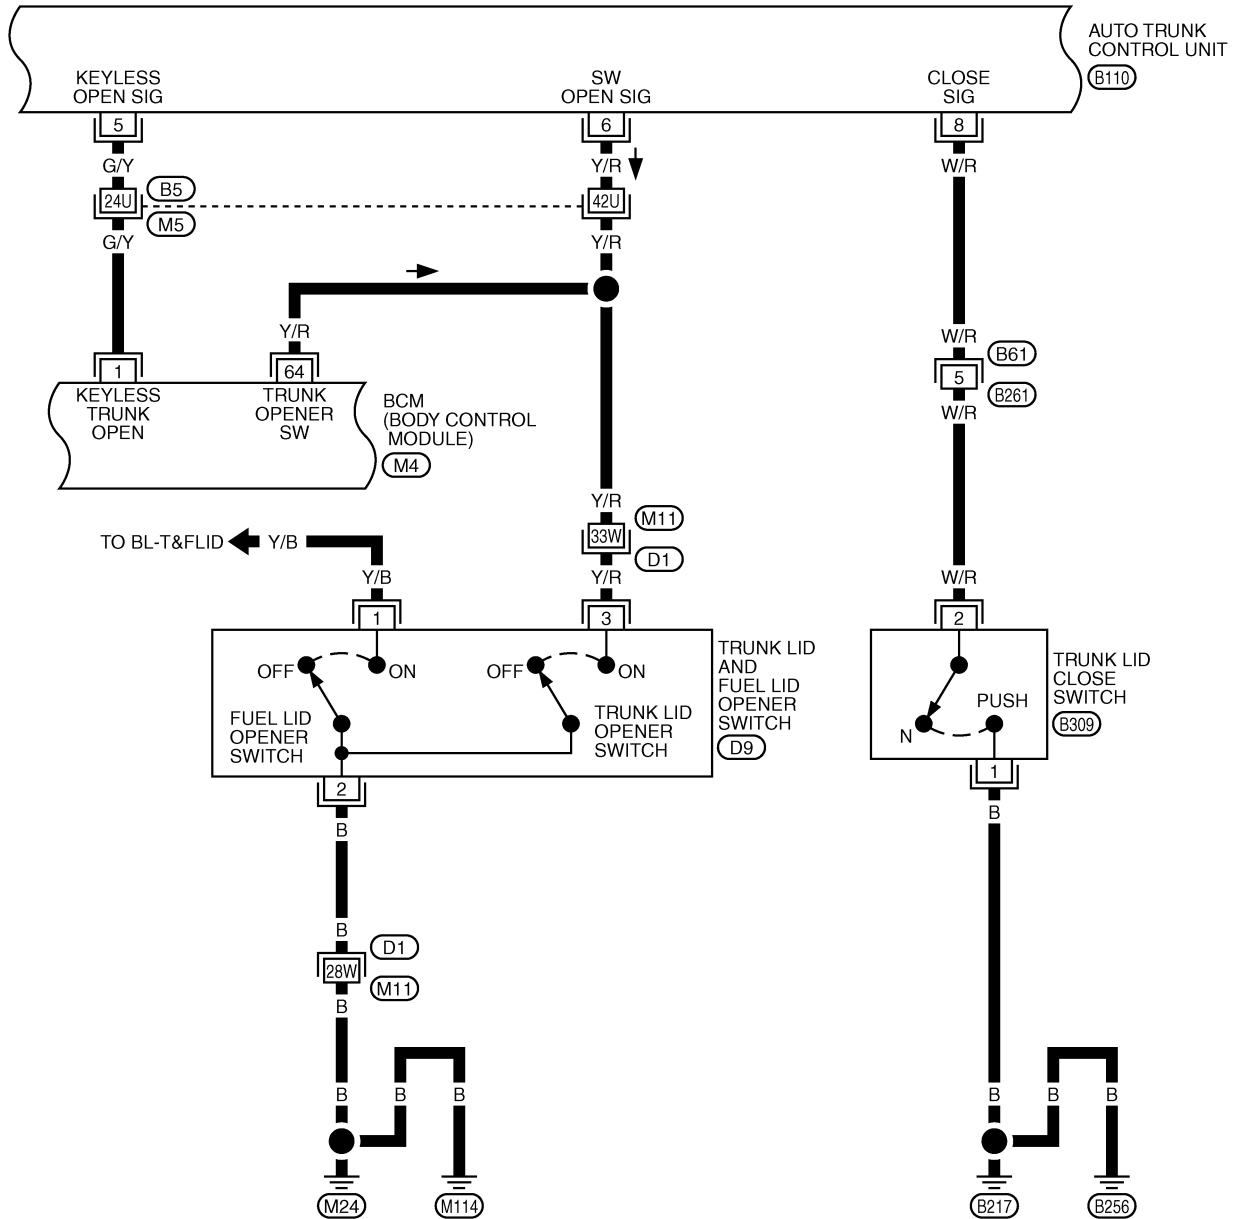 AUTO TRUNK
CONTROL UNIT
B110
KEYLESS
OPEN SIG
SW
OPEN SIG
CLOSE
SIG
5
6
8
G/Y
Y/R
W/R
24U
B5
M5
42U
G/Y
Y/R
Y/R
W/R
B61
5
B261
W/R
1
64
KEYLESS
TRUNK
OPEN
TRUNK
OPENER
SW
BCM
(BODY CONTROL
MODULE)
M4
Y/R
M11
33W
D1
TO BL-T&FLID
Y/B
Y/B
Y/R
W/R
1
3
2
OFF
ON
OFF
ON
FUEL LID
OPENER
SWITCH
TRUNK LID
OPENER
SWITCH
TRUNK LID
AND
FUEL LID
OPENER
SWITCH
D9
N
PUSH
TRUNK LID
CLOSE
SWITCH
B309
2
1
B
B
B
D1
28W
M11
B
B
B
B
B
B
B
M24
M114
B217
B256